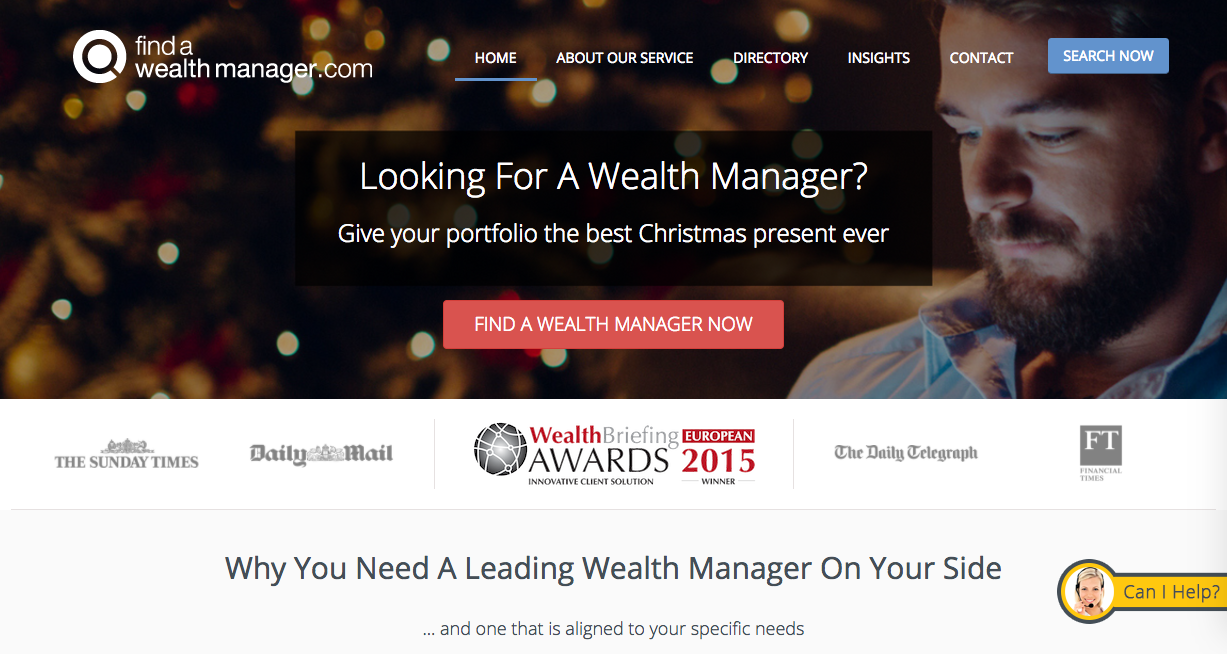 find a
wealth manager.com
HOME
ABOUT OUR SERVICE
DIRECTORY
INSIGHTS
CONTACT
SEARCH NOW
Looking For A Wealth Manager?
Give your portfolio the best Christmas present ever
FIND A WEALTH MANAGER NOW
THE SUNDAY TIMES
Daily Mail
WealthBriefing
AWARDS
INNOVATIVE CLIENT SOLUTION
EUROPEAN
2015
WINNER
The Daily Telegraph
FT
FINANCIAL
TIMES
Why You Need A Leading Wealth Manager On Your Side
... and one that is aligned to your specific needs
Can I Help?